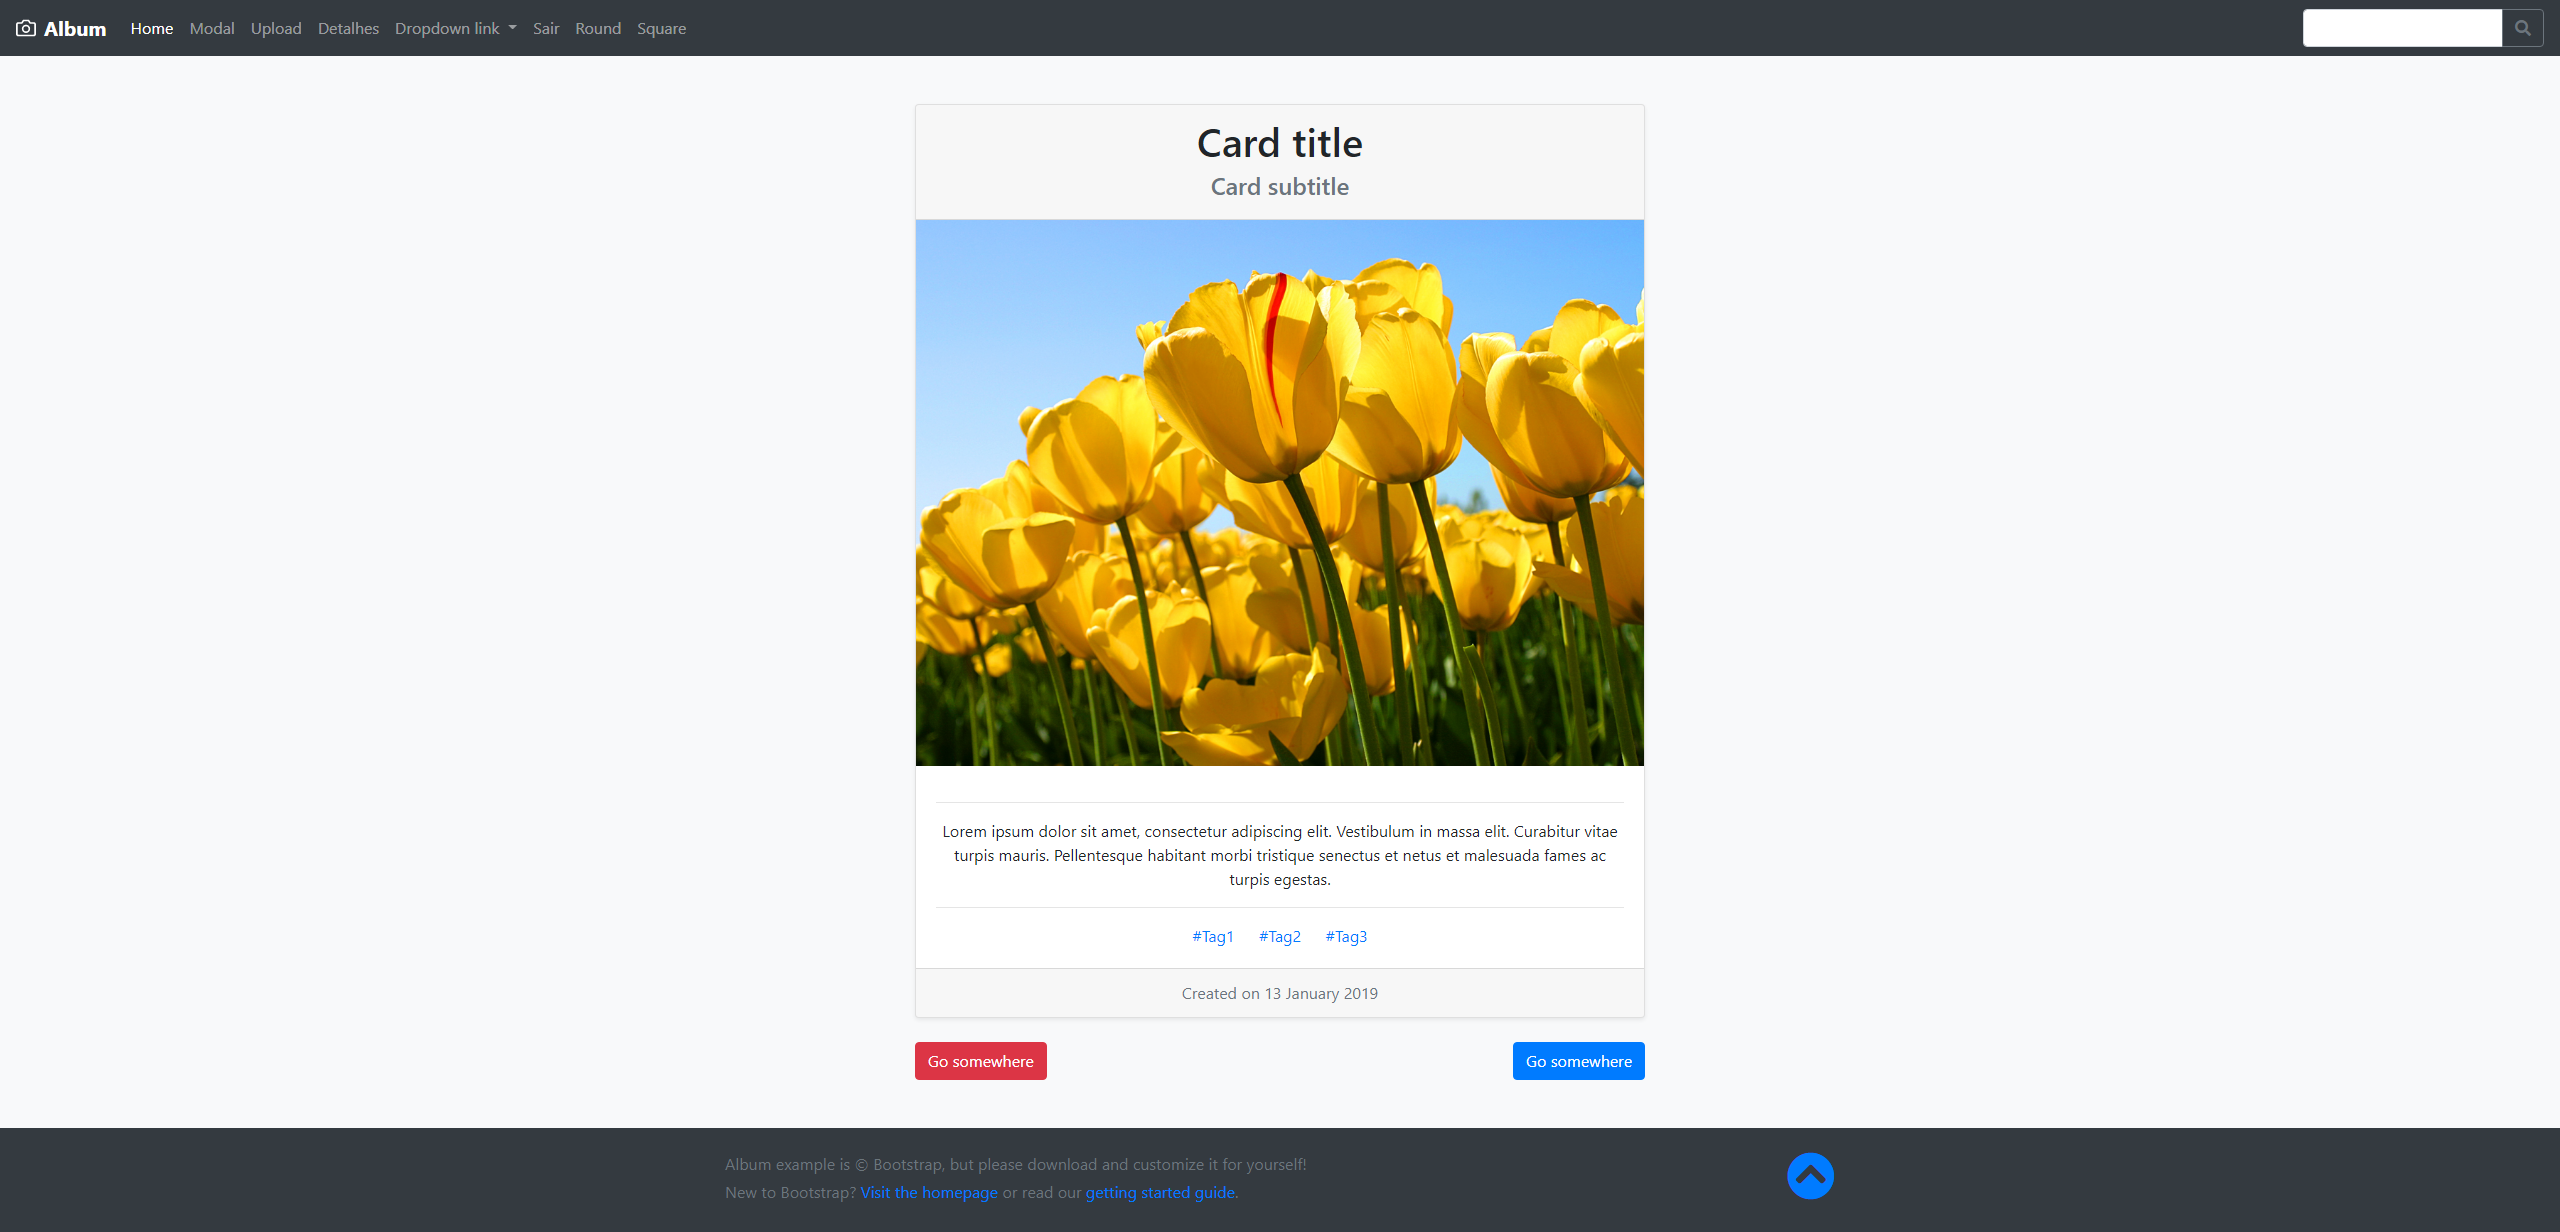 Album Home Modal Upload Detalhes Dropdown link Sair Round Square
Card title
Card subtitle
Lorem ipsum dolor sit amet, consectetur adipiscing elit. Vestibulum in massa elit. Curabitur vitae
turpis mauris. Pellentesque habitant morbi tristique senectus et netus et malesuada fames ac
turpis egestas.
#Tag1 #Tag2 #Tag3
Created on 13 January 2019
Go somewhere Go somewhere
Album example is © Bootstrap, but please download and customize it for yourself!
New to Bootstrap? Visit the homepage or read our getting started guide.